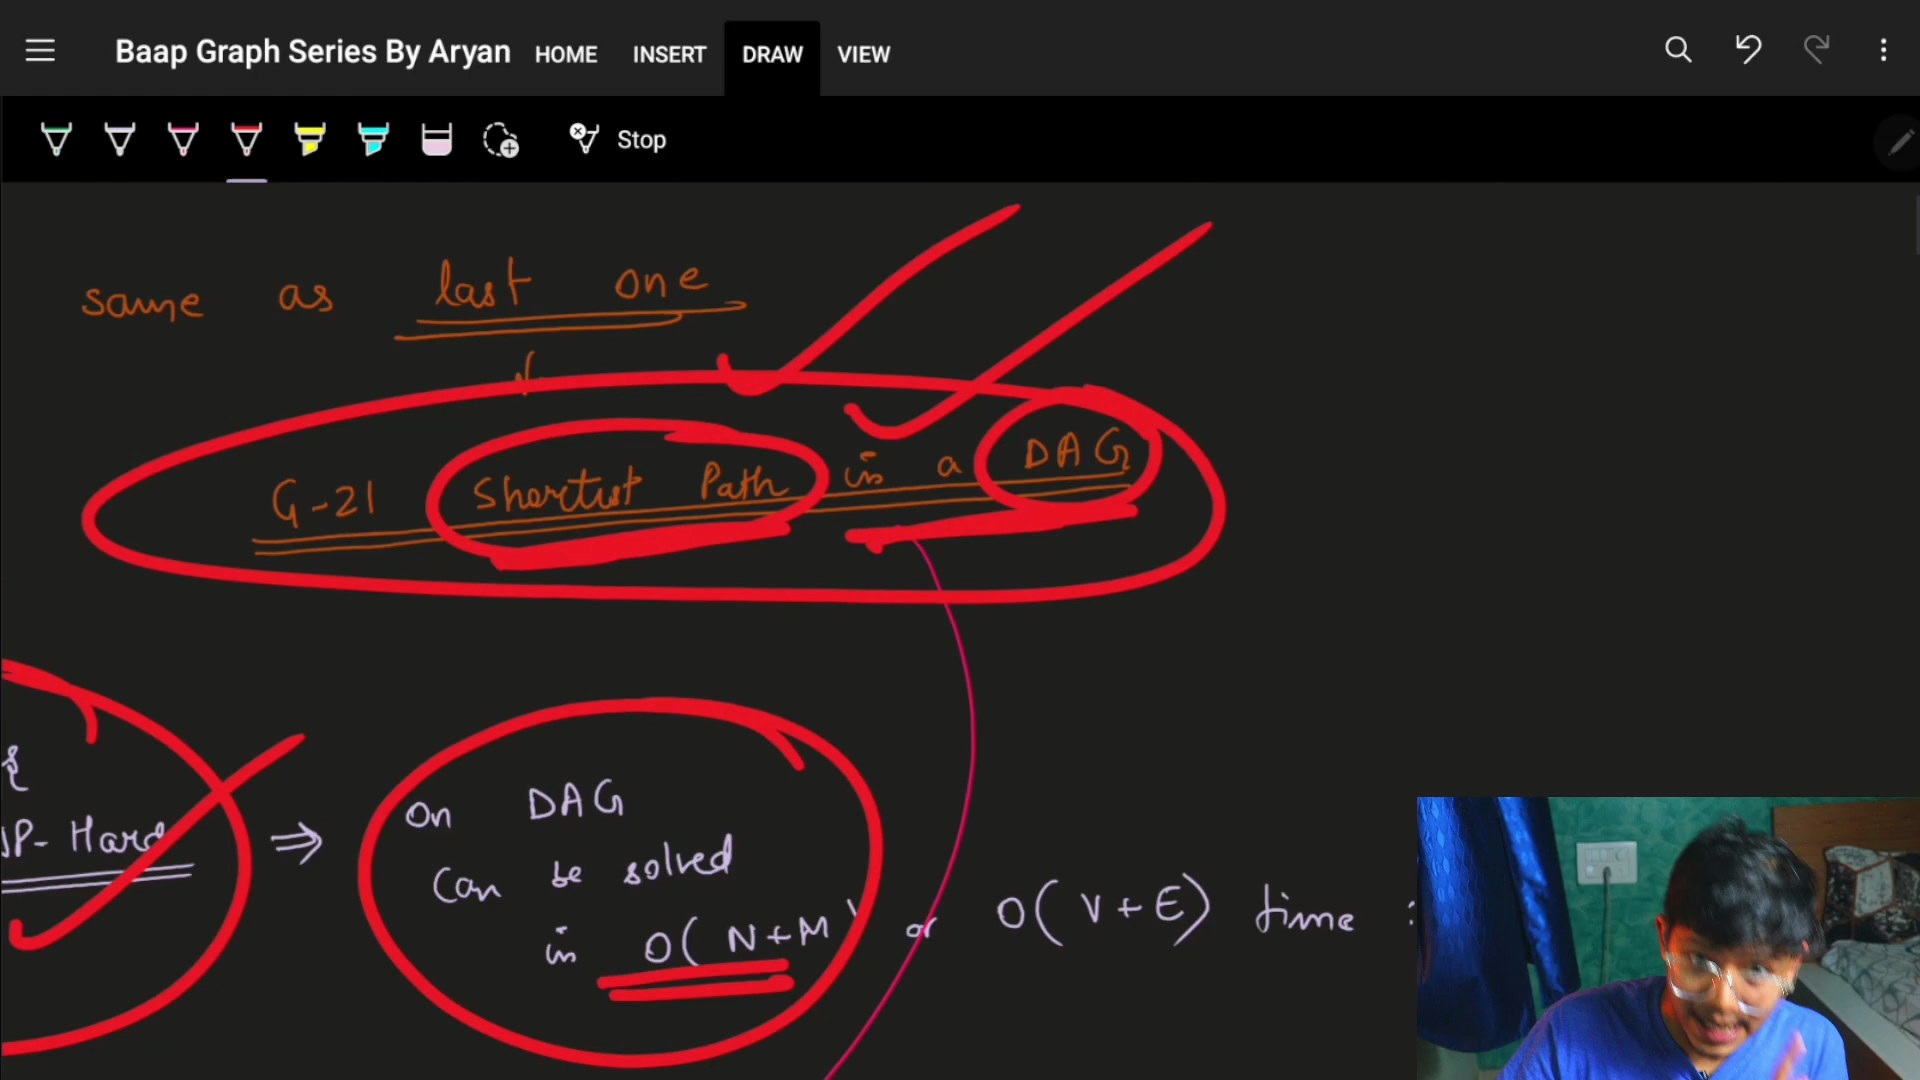 Baap Graph Series By Aryan HOME INSERT DRAW VIEW
Stop
same as last one
G-21 Shortest Path in a DAG
NP-Hard ⇒ On DAG
Can be solved
in O(N+M) or O(V+E) time :